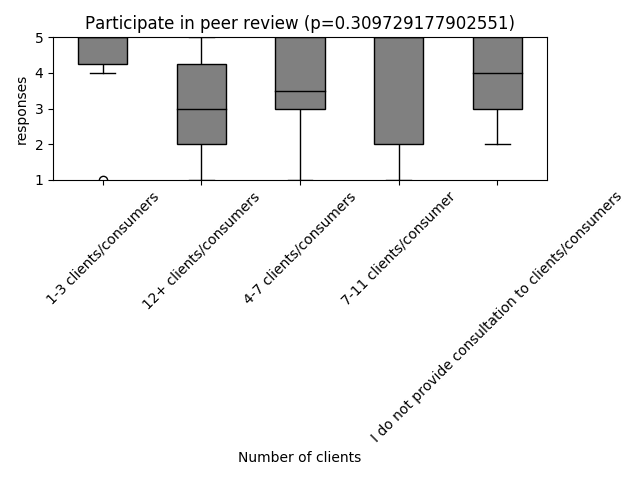 Participate in peer review (p=0.309729177902551)
responses
5
4
3
2
1
1-3 clients/consumers
12+ clients/consumers
4-7 clients/consumers
7-11 clients/consumer
I do not provide consultation to clients/consumers
Number of clients